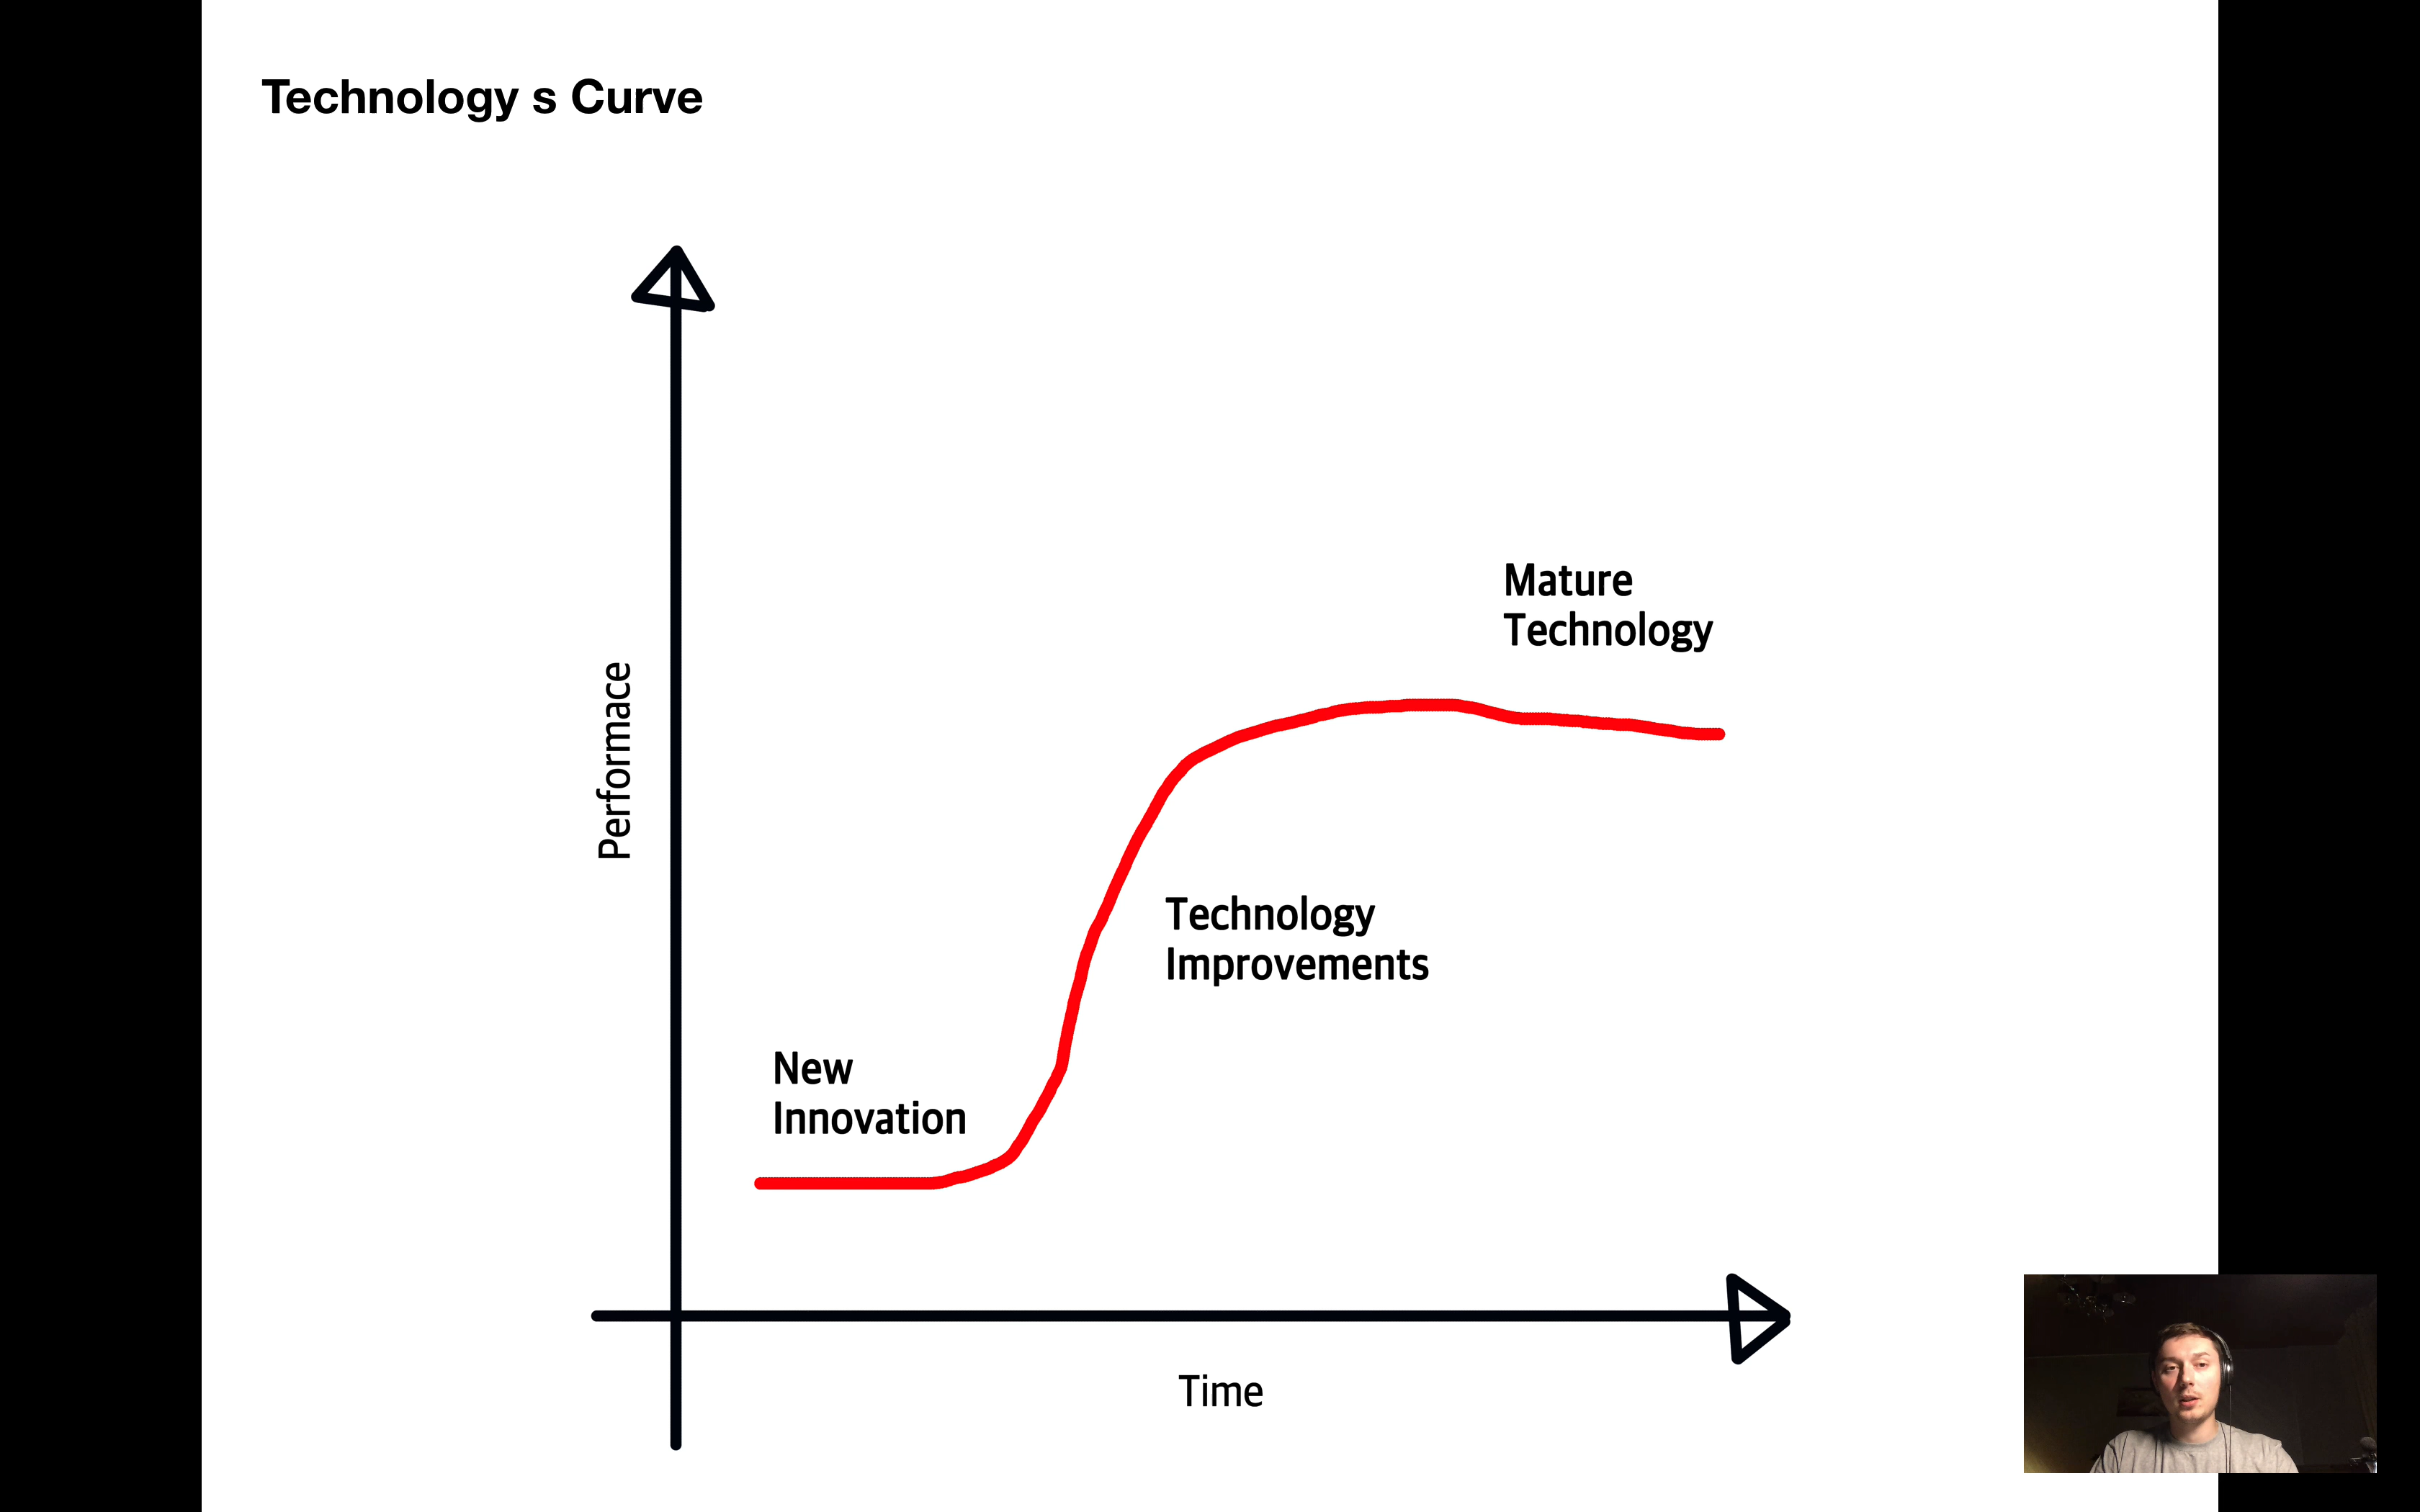 Technology s Curve
Performace
Mature
Technology
Technology
Improvements
New
Innovation
Time